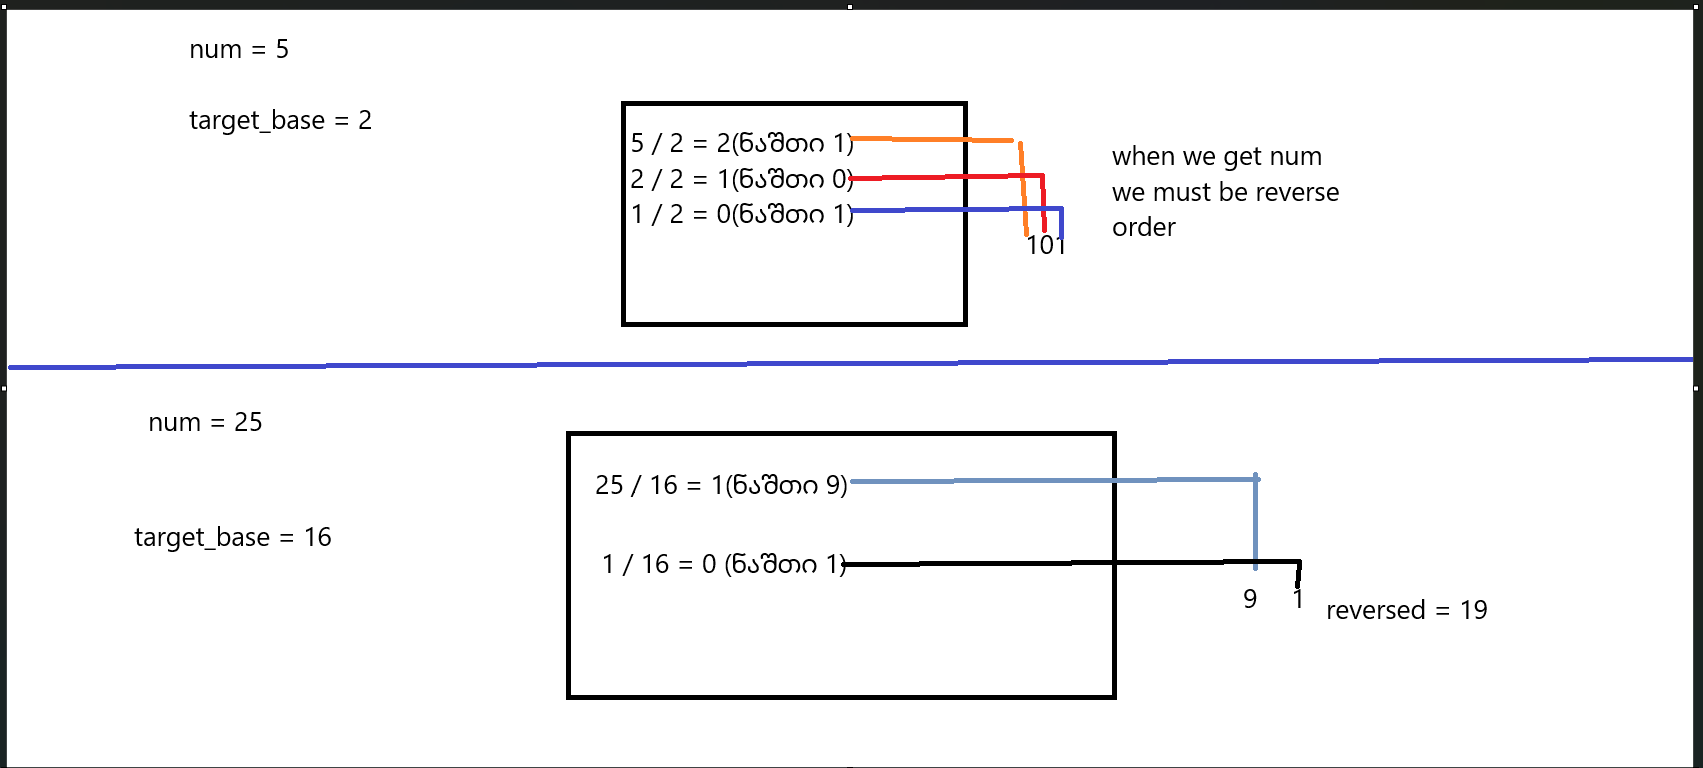 num = 5
target_base = 2
5 / 2 = 2(ნაშთი 1)
2 / 2 = 1(ნაშთი 0)
1 / 2 = 0(ნაშთი 1)
101
when we get num
we must be reverse
order
num = 25
target_base = 16
25 / 16 = 1(ნაშთი 9)
1 / 16 = 0 (ნაშთი 1)
9 1
reversed = 19